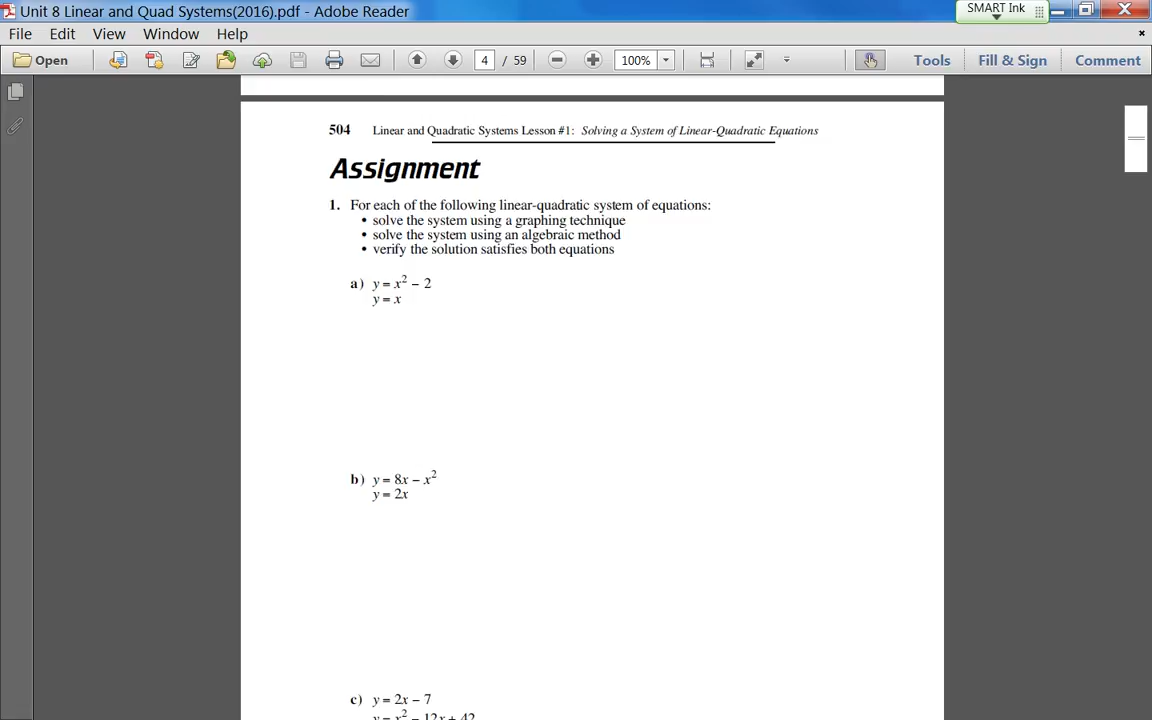 Unit 8 Linear and Quad Systems(2016).pdf - Adobe Reader
SMART Ink
File Edit View Window Help
Open 4 / 59 100% Tools Fill & Sign Comment
504 Linear and Quadratic Systems Lesson #1: Solving a System of Linear-Quadratic Equations
Assignment
1. For each of the following linear-quadratic system of equations:
• solve the system using a graphing technique
• solve the system using an algebraic method
• verify the solution satisfies both equations
a) y = x² − 2
y = x
b) y = 8x − x²
y = 2x
c) y = 2x − 7
y = x² − 12x + 42